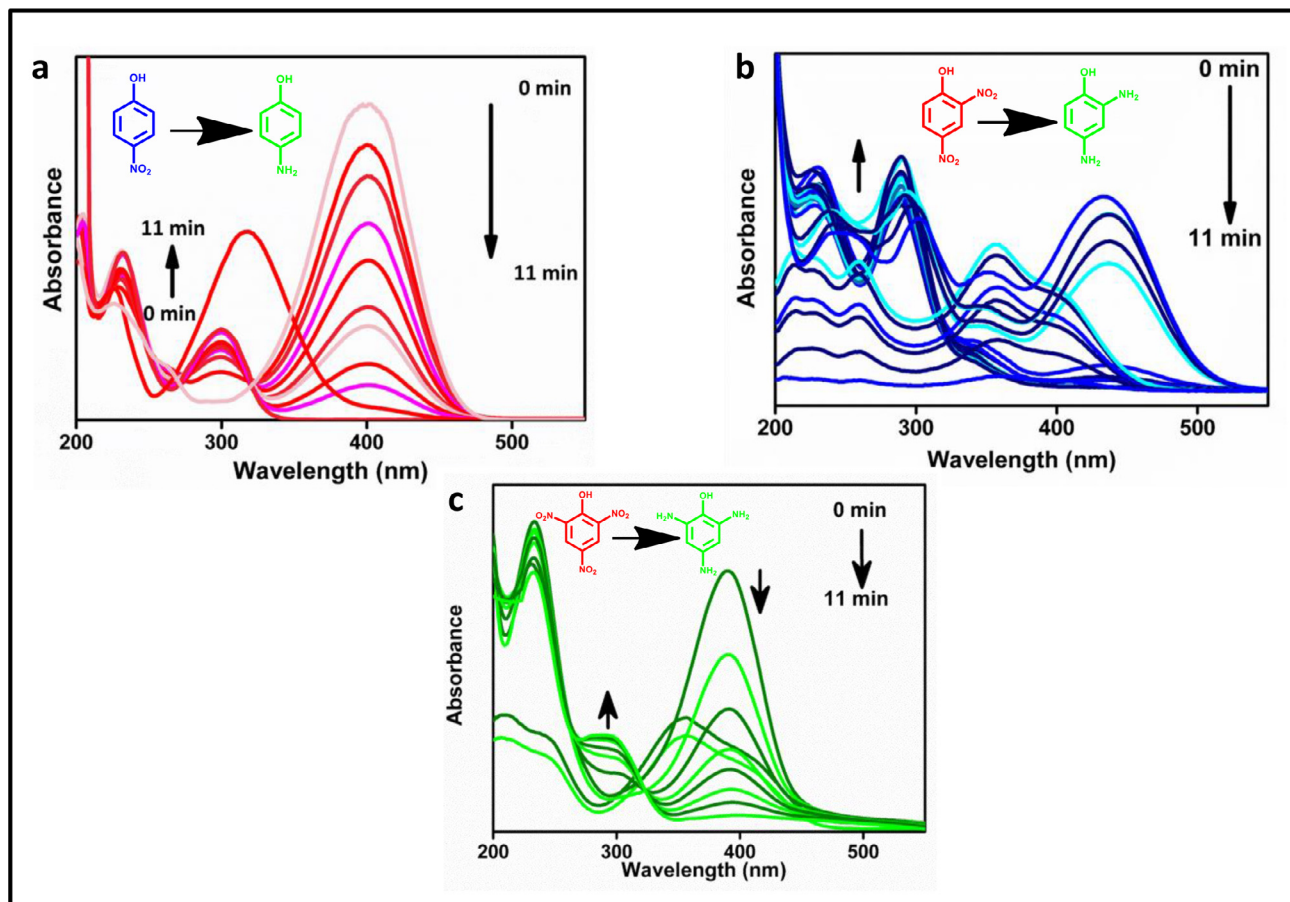 a
OH
NO₂
OH
NH₂
0 min
11 min
11 min
0 min
Absorbance
200
300
400
500
Wavelength (nm)
b
OH
NO₂
NO₂
OH
NH₂
NH₂
0 min
11 min
Absorbance
200
300
400
500
Wavelength (nm)
c
OH
O₂N
NO₂
NO₂
OH
H₂N
NH₂
NH₂
0 min
11 min
Absorbance
200
300
400
500
Wavelength (nm)